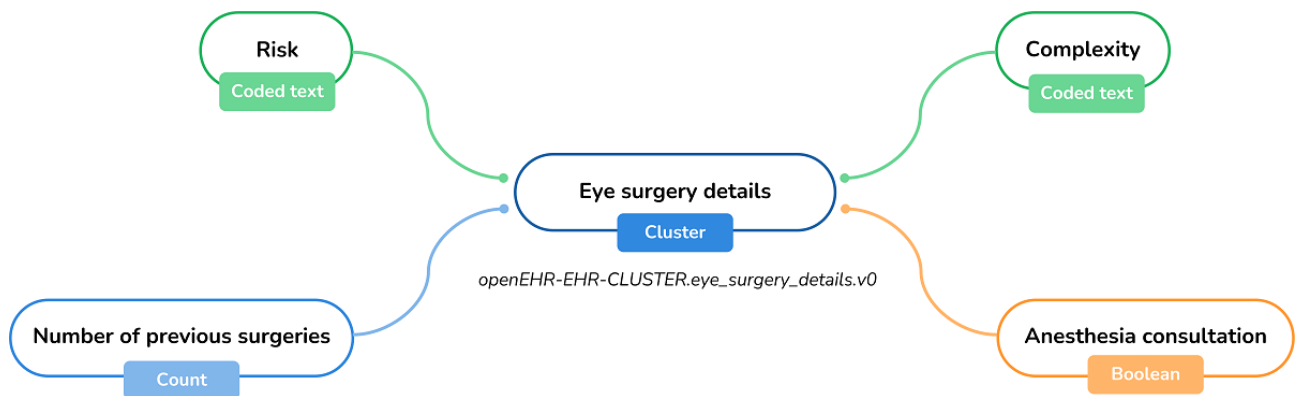 Risk
Coded text
Complexity
Coded text
Eye surgery details
Cluster
openEHR-EHR-CLUSTER.eye_surgery_details.v0
Number of previous surgeries
Count
Anesthesia consultation
Boolean